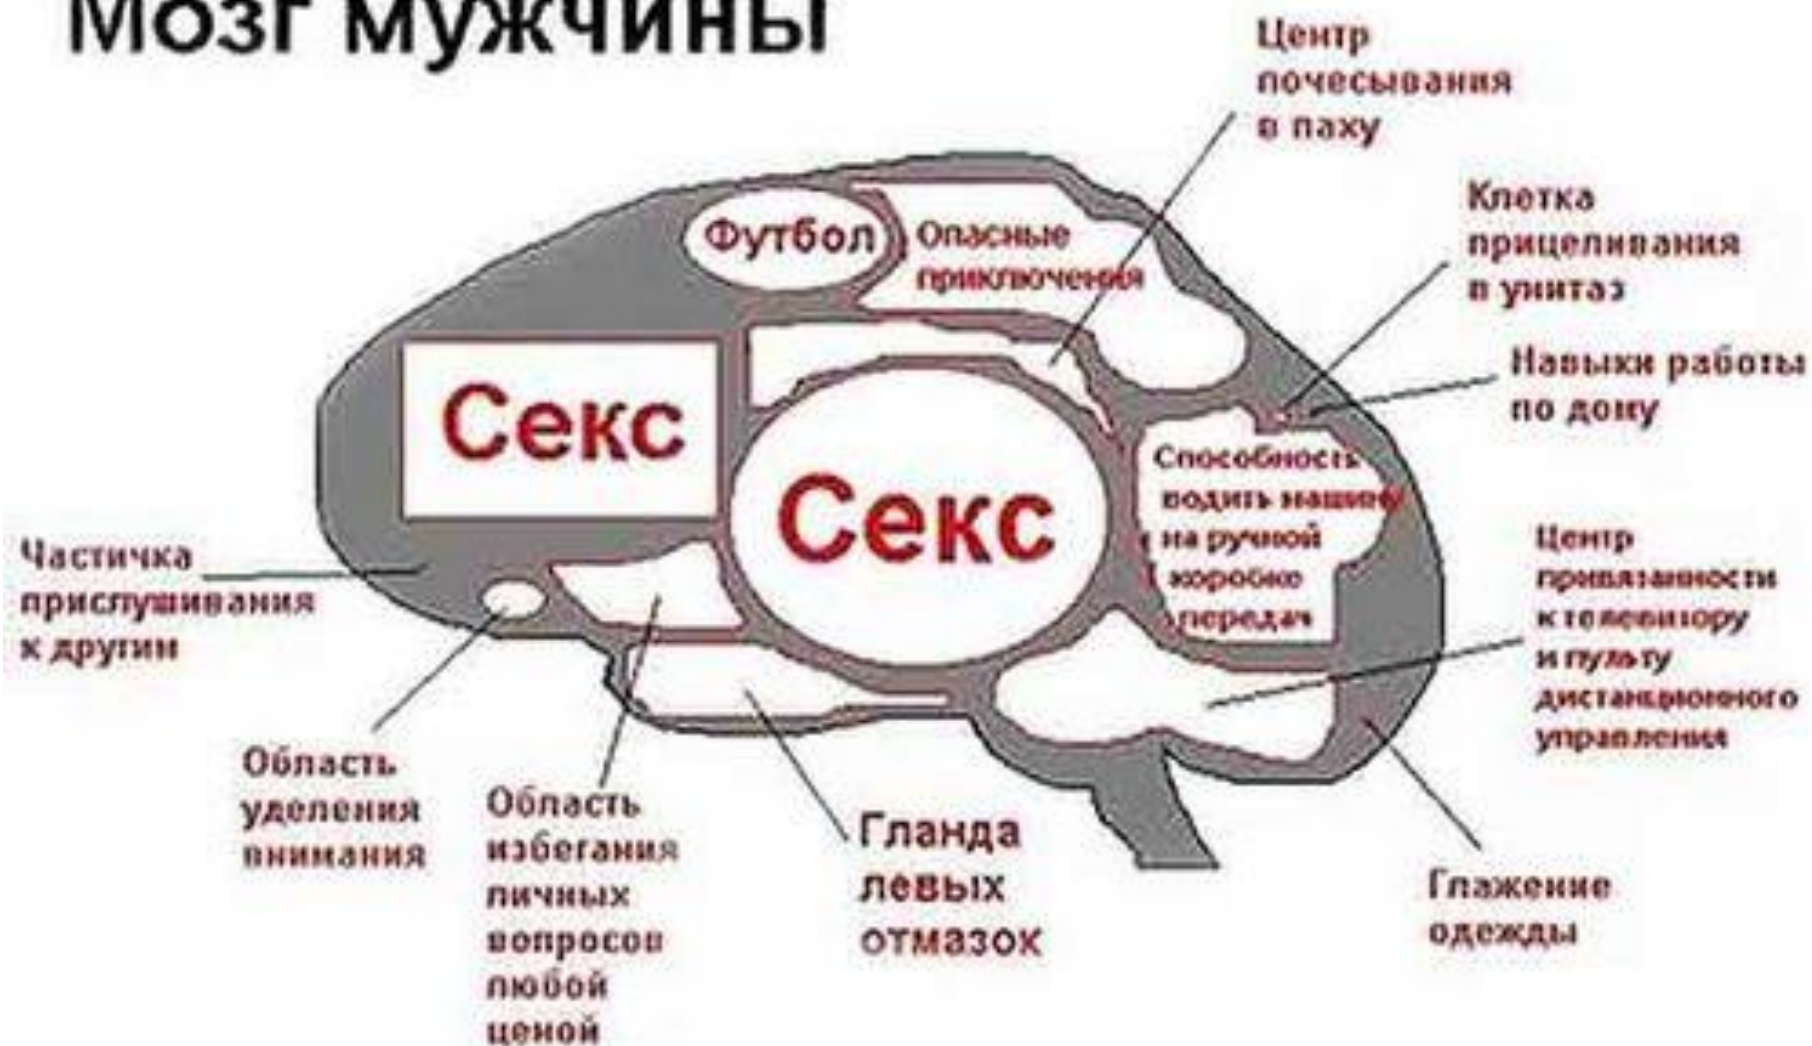 Мозг мужчины
Центр
почесывания
в паху
Клетка
прицеливания
в унитаз
Навыки работы
по дому
Футбол
Опасные
приключения
Секс
Секс
Способность
водить машину
на ручной
коробке
передач
Центр
привязанности
к телевизору
и пульту
дистанционного
управления
Частичка
прислушивания
к другим
Область
уделения
внимания
Область
избегания
личных
вопросов
любой
ценой
Гланда
левых
отмазок
Глажение
одежды